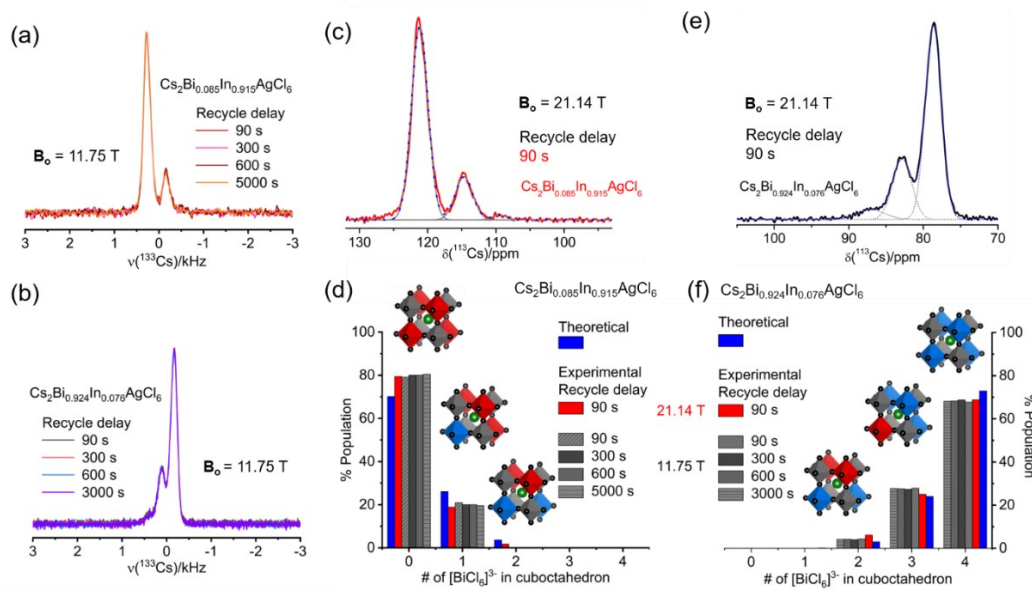 (a)
Cs₂Bi₀.₀₈₅In₀.₉₁₅AgCl₆
Recycle delay
90 s
300 s
600 s
5000 s
Bₒ = 11.75 T
3 2 1 0 -1 -2 -3
ν(¹³³Cs)/kHz
(b)
Cs₂Bi₀.₉₂₄In₀.₀₇₆AgCl₆
Recycle delay
90 s
300 s
600 s
3000 s
Bₒ = 11.75 T
3 2 1 0 -1 -2 -3
ν(¹³³Cs)/kHz
(c)
Bₒ = 21.14 T
Recycle delay
90 s
Cs₂Bi₀.₀₈₅In₀.₉₁₅AgCl₆
130 120 110 100
δ(¹¹³Cs)/ppm
(d)
Cs₂Bi₀.₀₈₅In₀.₉₁₅AgCl₆
Theoretical
Experimental
Recycle delay
90 s
90 s
300 s
600 s
5000 s
% Population
100
80
60
40
20
0
0 1 2 3 4
# of [BiCl₆]³⁻ in cuboctahedron
21.14 T
11.75 T
(e)
Bₒ = 21.14 T
Recycle delay
90 s
Cs₂Bi₀.₉₂₄In₀.₀₇₆AgCl₆
100 90 80 70
δ(¹¹³Cs)/ppm
(f)
Cs₂Bi₀.₉₂₄In₀.₀₇₆AgCl₆
Theoretical
Experimental
Recycle delay
90 s
90 s
300 s
600 s
3000 s
100
80
60
40
20
0
% Population
0 1 2 3 4
# of [BiCl₆]³⁻ in cuboctahedron